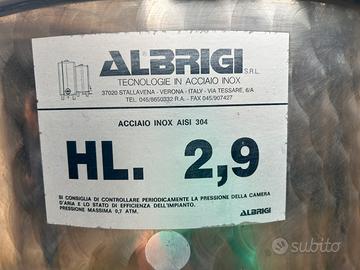 ALBRIGI S.R.L.
TECNOLOGIE IN ACCIAIO INOX
37020 STALLAVENA - VERONA - ITALY - VIA TESSARE, 6/A
TEL. 045/8650332 R.A. - FAX 045/907427
ACCIAIO INOX AISI 304
HL. 2,9
SI CONSIGLIA DI CONTROLLARE PERIODICAMENTE LA PRESSIONE DELLA CAMERA
D'ARIA E LO STATO DI EFFICIENZA DELL'IMPIANTO.
PRESSIONE MASSIMA 0,7 ATM.
ALBRIGI
subito